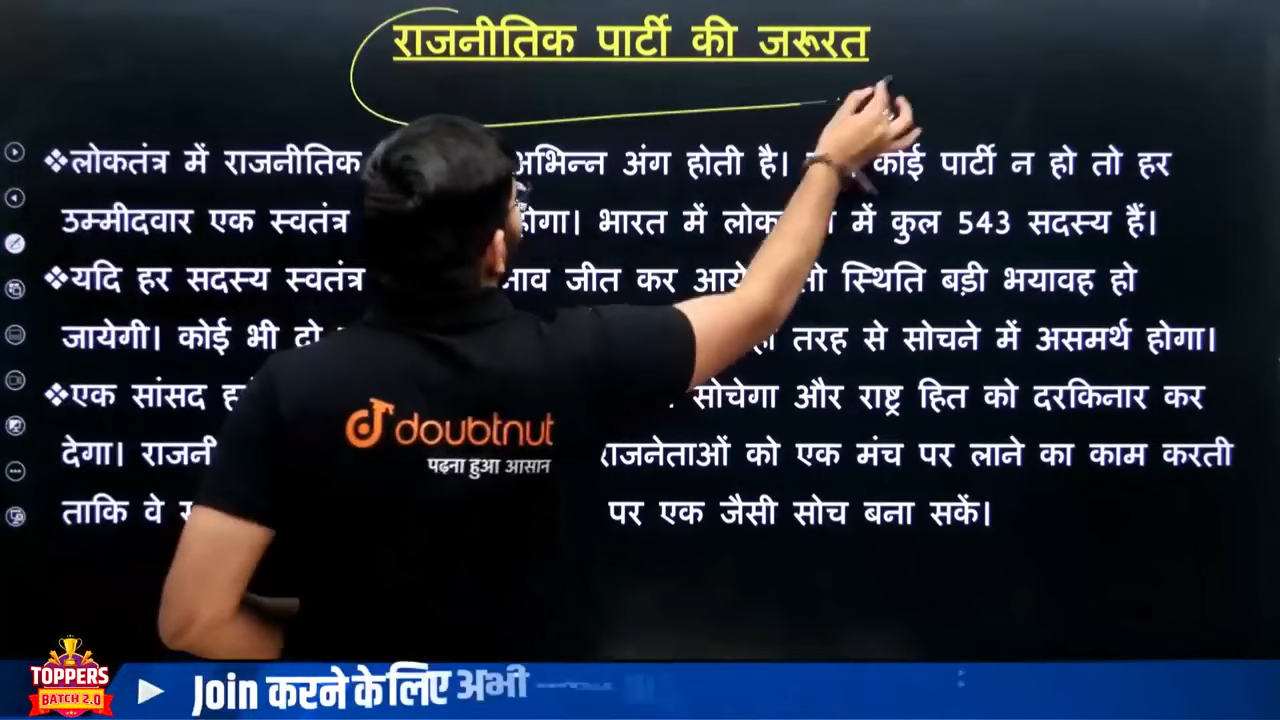 राजनीतिक पार्टी की जरूरत
❖लोकतंत्र में राजनीतिक अभिन्न अंग होती है। कोई पार्टी न हो तो हर
उम्मीदवार एक स्वतंत्र होगा। भारत में में कुल 543 सदस्य हैं।
❖यदि हर सदस्य स्वतंत्र जीत कर स्थिति बड़ी भयावह हो
जायेगी। कोई भी दो तरह से सोचने में असमर्थ होगा।
❖एक सांसद सोचेगा और राष्ट्र हित को दरकिनार कर
देगा। राजनेताओं को एक मंच पर लाने का काम करती
ताकि वे पर एक जैसी सोच बना सकें।
doubtnut
पढ़ना हुआ आसान
TOPPERS
BATCH 2.0
Join करने के लिए अभी